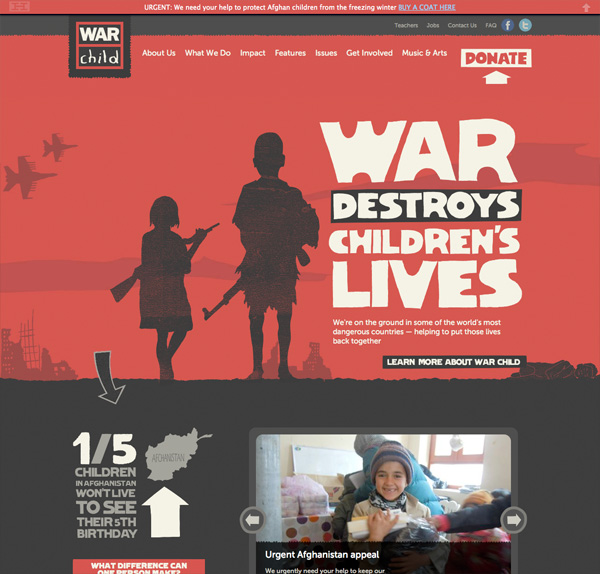 URGENT: We need your help to protect Afghan children from the freezing winter BUY A COAT HERE
Teachers Jobs Contact Us FAQ
WAR
child
About Us What We Do Impact Features Issues Get Involved Music & Arts DONATE
WAR
DESTROYS
CHILDREN'S
LIVES
We're on the ground in some of the world's most
dangerous countries — helping to put those lives
back together
LEARN MORE ABOUT WAR CHILD
1/5
CHILDREN
IN AFGHANISTAN
WON'T LIVE
TO SEE
THEIR 5TH
BIRTHDAY
AFGHANISTAN
WHAT DIFFERENCE CAN
ONE PERSON MAKE?
Urgent Afghanistan appeal
We urgently need your help to keep our